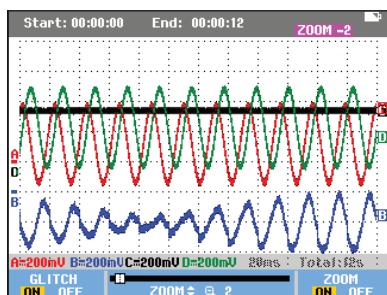 Start: 00:00:00 End: 00:00:12
ZOOM -2
C
A
D
D
B
B
A=200mV B=200mV C=200mV D=200mV 20ms Total:12s
GLITCH ZOOM
ON OFF ZOOM 2 ON OFF